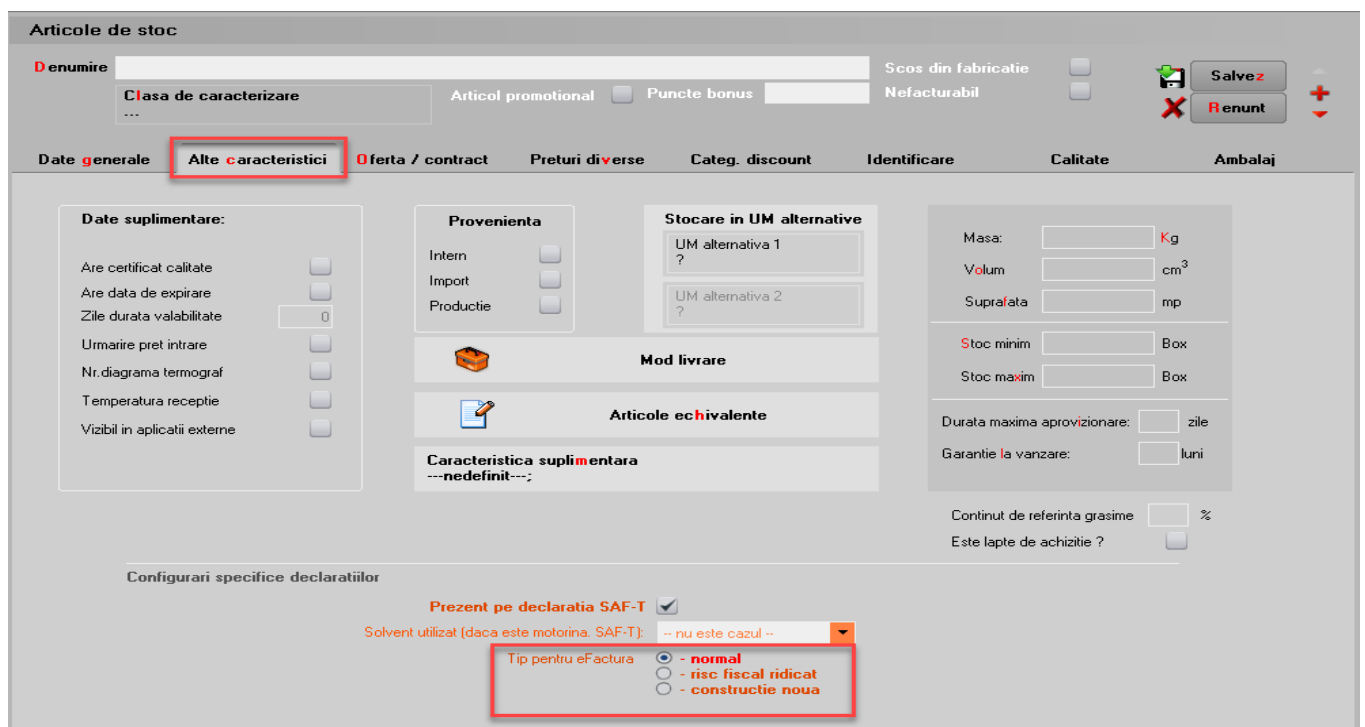 Articole de stoc
Denumire
Scos din fabricatie
Salvez
Clasa de caracterizare
---
Articol promotional
Puncte bonus
Nefacturabil
Renunt
Date generale
Alte caracteristici
Oferta / contract
Preturi diverse
Categ. discount
Identificare
Calitate
Ambalaj
Date suplimentare:
Are certificat calitate
Are data de expirare
Zile durata valabilitate
0
Urmarire pret intrare
Nr.diagrama termograf
Temperatura receptie
Vizibil in aplicatii externe
Provenienta
Intern
Import
Productie
Stocare in UM alternative
UM alternativa 1
?
UM alternativa 2
?
Mod livrare
Articole echivalente
Caracteristica suplimentara
---nedefinit---;
Masa:
Kg
Volum
cm3
Suprafata
mp
Stoc minim
Box
Stoc maxim
Box
Durata maxima aprovizionare:
zile
Garantie la vanzare:
luni
Continut de referinta grasime
%
Este lapte de achizitie ?
Configurari specifice declaratiilor
Prezent pe declaratia SAF-T
Solvent utilizat (daca este motorina. SAF-T):
-- nu este cazul --
Tip pentru eFactura
- normal
- risc fiscal ridicat
- constructie noua